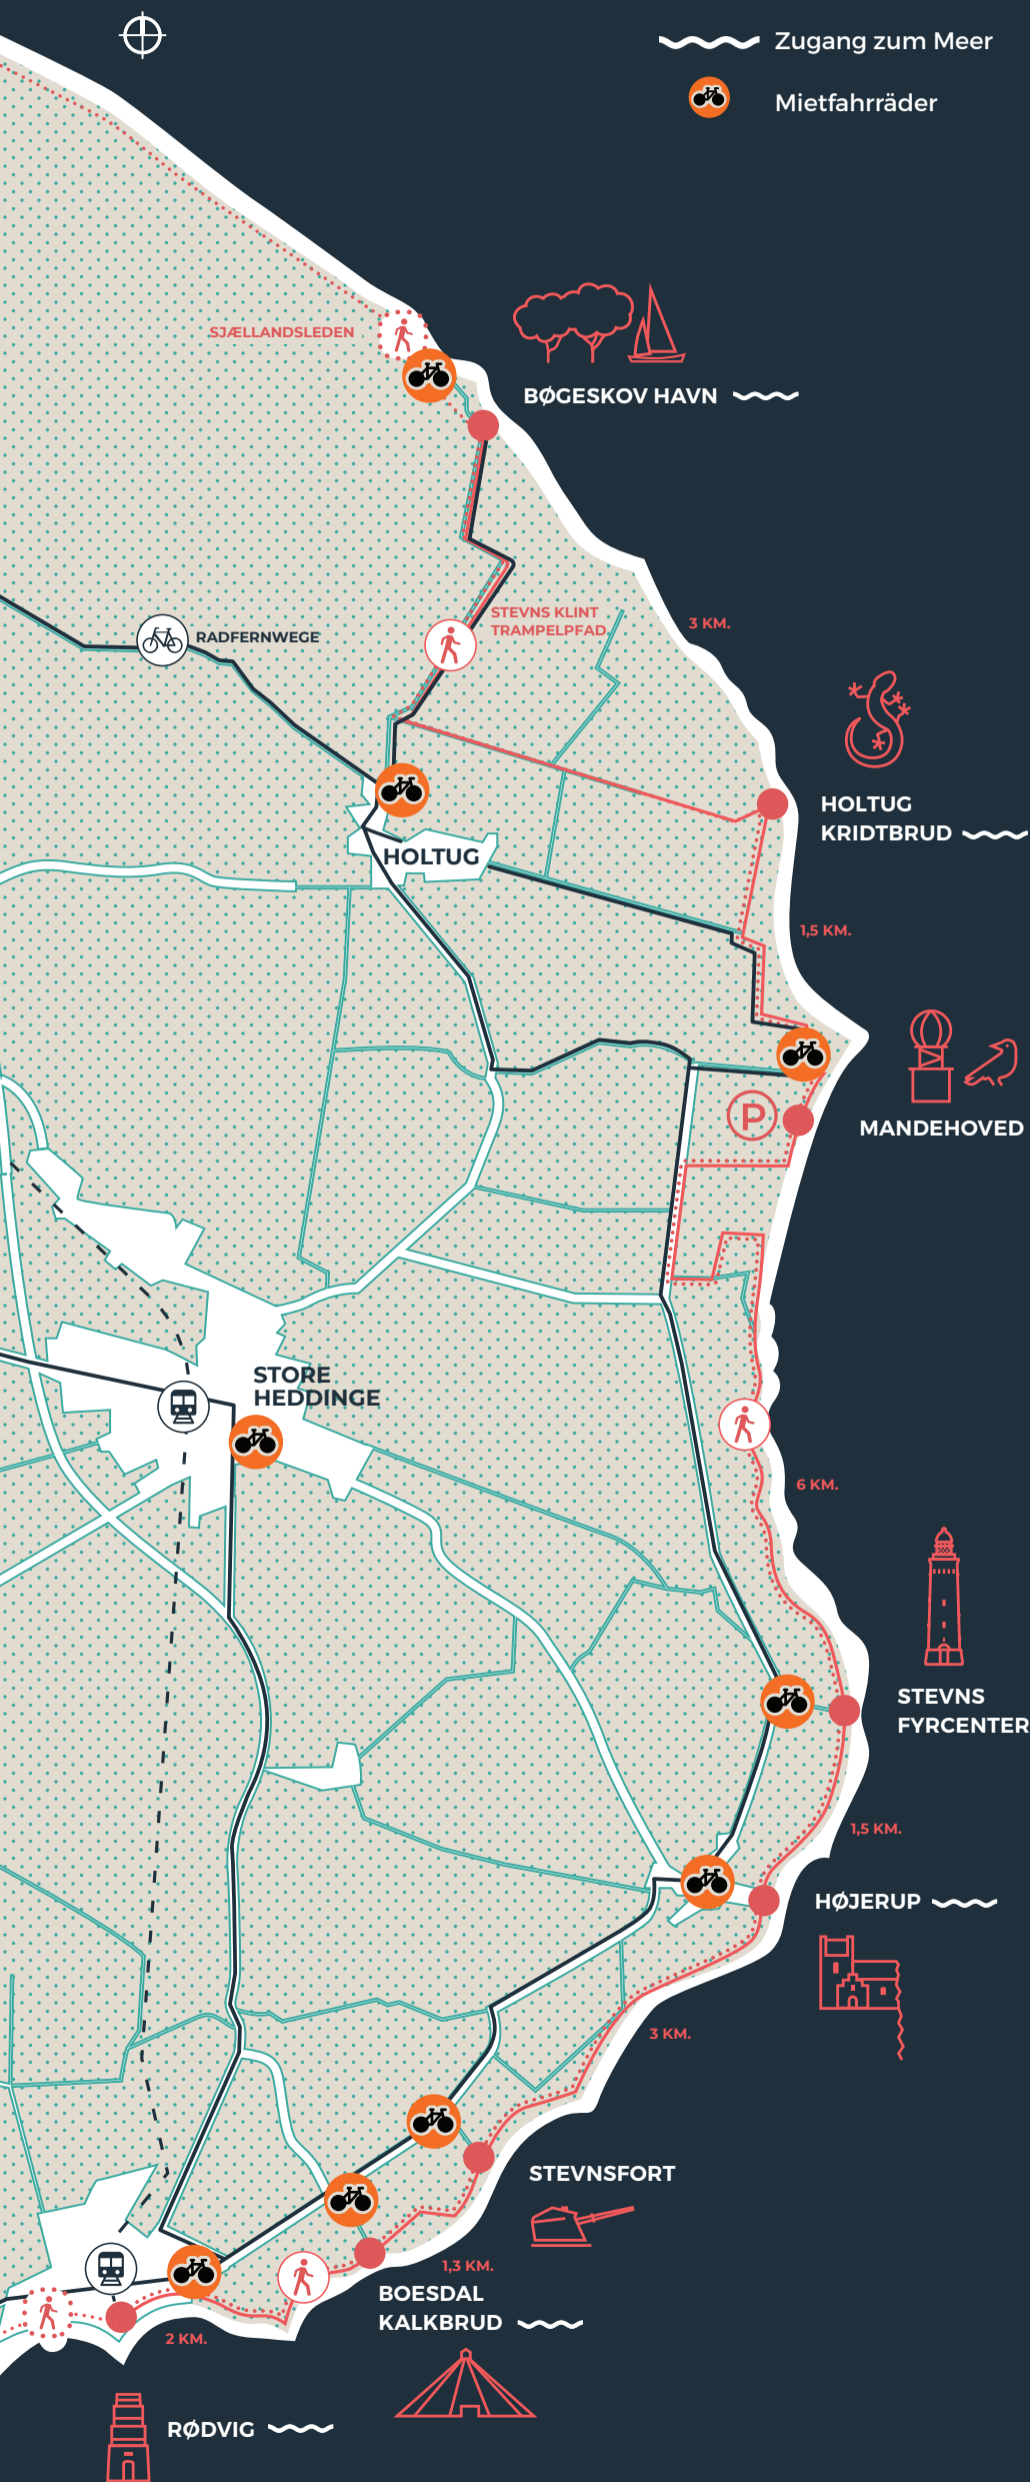 Zugang zum Meer
Mietfahrräder
SJÆLLANDSLEDEN
BØGESKOV HAVN
STEVNS KLINT
TRAMPELPFAD
RADFERNWEGE
3 KM.
HOLTUG
KRIDTBRUD
HOLTUG
1,5 KM.
MANDEHOVED
P
STORE
HEDDINGE
6 KM.
STEVNS
FYRCENTER
1,5 KM.
HØJERUP
3 KM.
STEVNSFORT
1,3 KM.
BOESDAL
KALKBRUD
2 KM.
RØDVIG